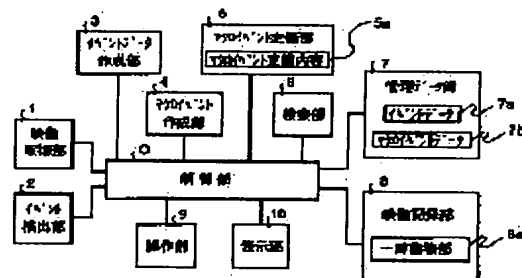 3
イベントデータ
作成部
4
マクロイベント
作成部
6
マクロイベント定義部
マクロイベント定義内容
5a
8
検索部
7
管理データ部
イベントデータ
マクロイベントデータ
7a
7b
1
映像
取得部
2
イベント
検出部
0
制御部
9
操作部
10
表示部
8
映像記録部
一時蓄積部
8a